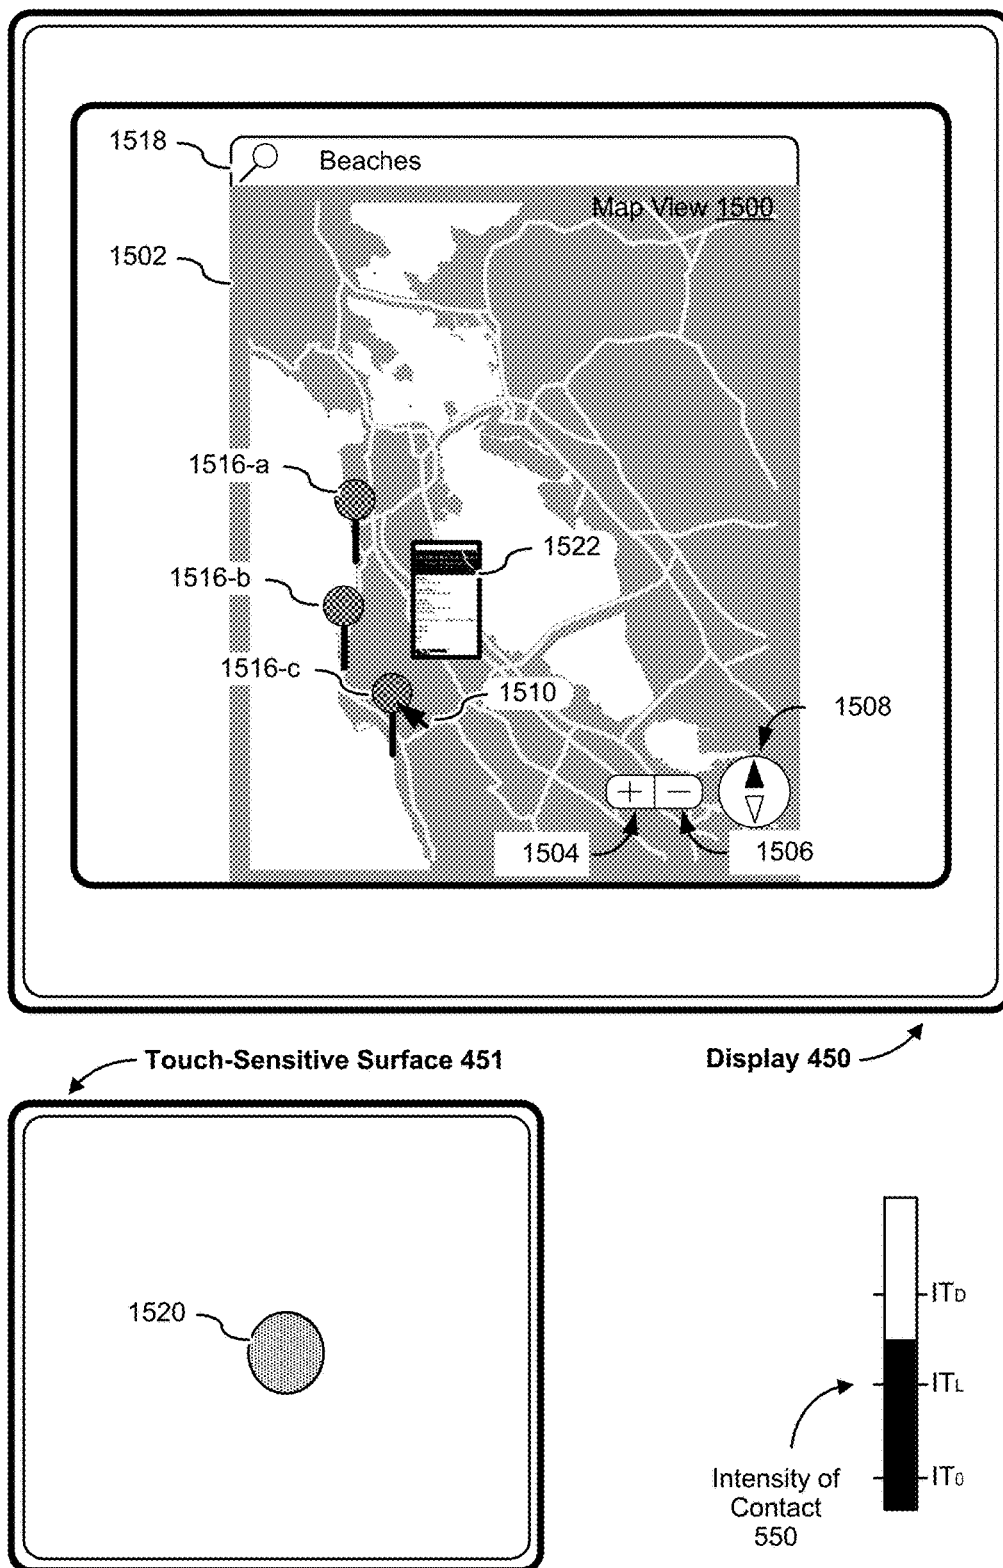 1518
Beaches
Map View 1500
1502
1516-a
1522
1516-b
1516-c
1510
1508
+
−
1504
1506
Touch-Sensitive Surface 451
Display 450
1520
ITD
ITL
IT0
Intensity of
Contact
550